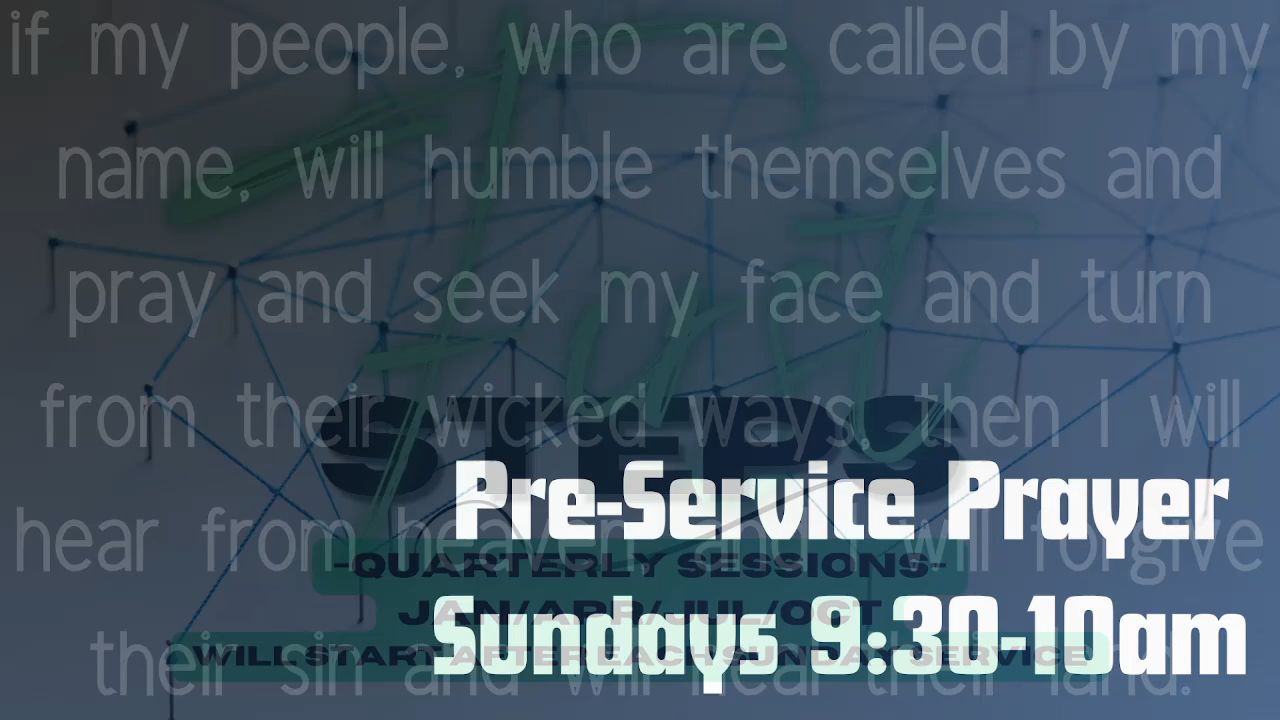 if my people, who are called by my
name, will humble themselves and
pray and seek my face and turn
from their wicked ways, then I will
hear from heaven and will forgive
their sin and will hear their land.
First
STEPS
Pre-Service Prayer
-QUARTERLY SESSIONS-
JAN/APR/JUL/OCT
Sundays 9:30-10am
WILL START AFTER EACH SUNDAY SERVICE